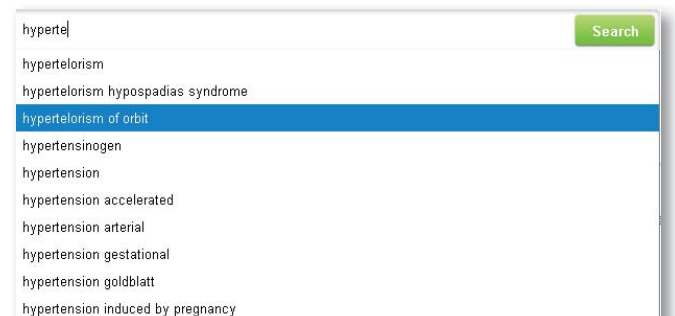 hyperte
Search
hypertelorism
hypertelorism hypospadias syndrome
hypertelorism of orbit
hypertensinogen
hypertension
hypertension accelerated
hypertension arterial
hypertension gestational
hypertension goldblatt
hypertension induced by pregnancy